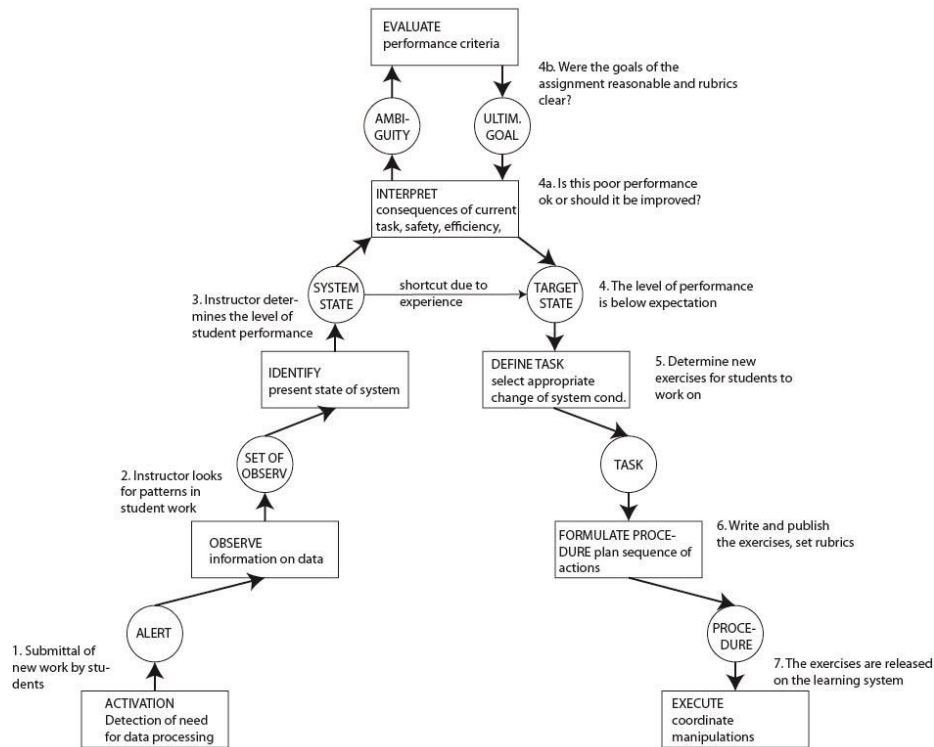 EVALUATE
performance criteria
4b. Were the goals of the
assignment reasonable and rubrics
clear?
AMBI-
GUITY
ULTIM.
GOAL
INTERPRET
consequences of current
task, safety, efficiency,
4a. Is this poor performance
ok or should it be improved?
SYSTEM
STATE
shortcut due to
experience
TARGET
STATE
3. Instructor deter-
mines the level of
student performance
4. The level of performance
is below expectation
IDENTIFY
present state of system
DEFINE TASK
select appropriate
change of system cond.
5. Determine new
exercises for students to
work on
SET OF
OBSERV
TASK
2. Instructor looks
for patterns in
student work
OBSERVE
information on data
FORMULATE PROCE-
DURE plan sequence of
actions
6. Write and publish
the exercises, set rubrics
ALERT
PROCE-
DURE
1. Submittal of
new work by stu-
dents
7. The exercises are released
on the learning system
ACTIVATION
Detection of need
for data processing
EXECUTE
coordinate
manipulations